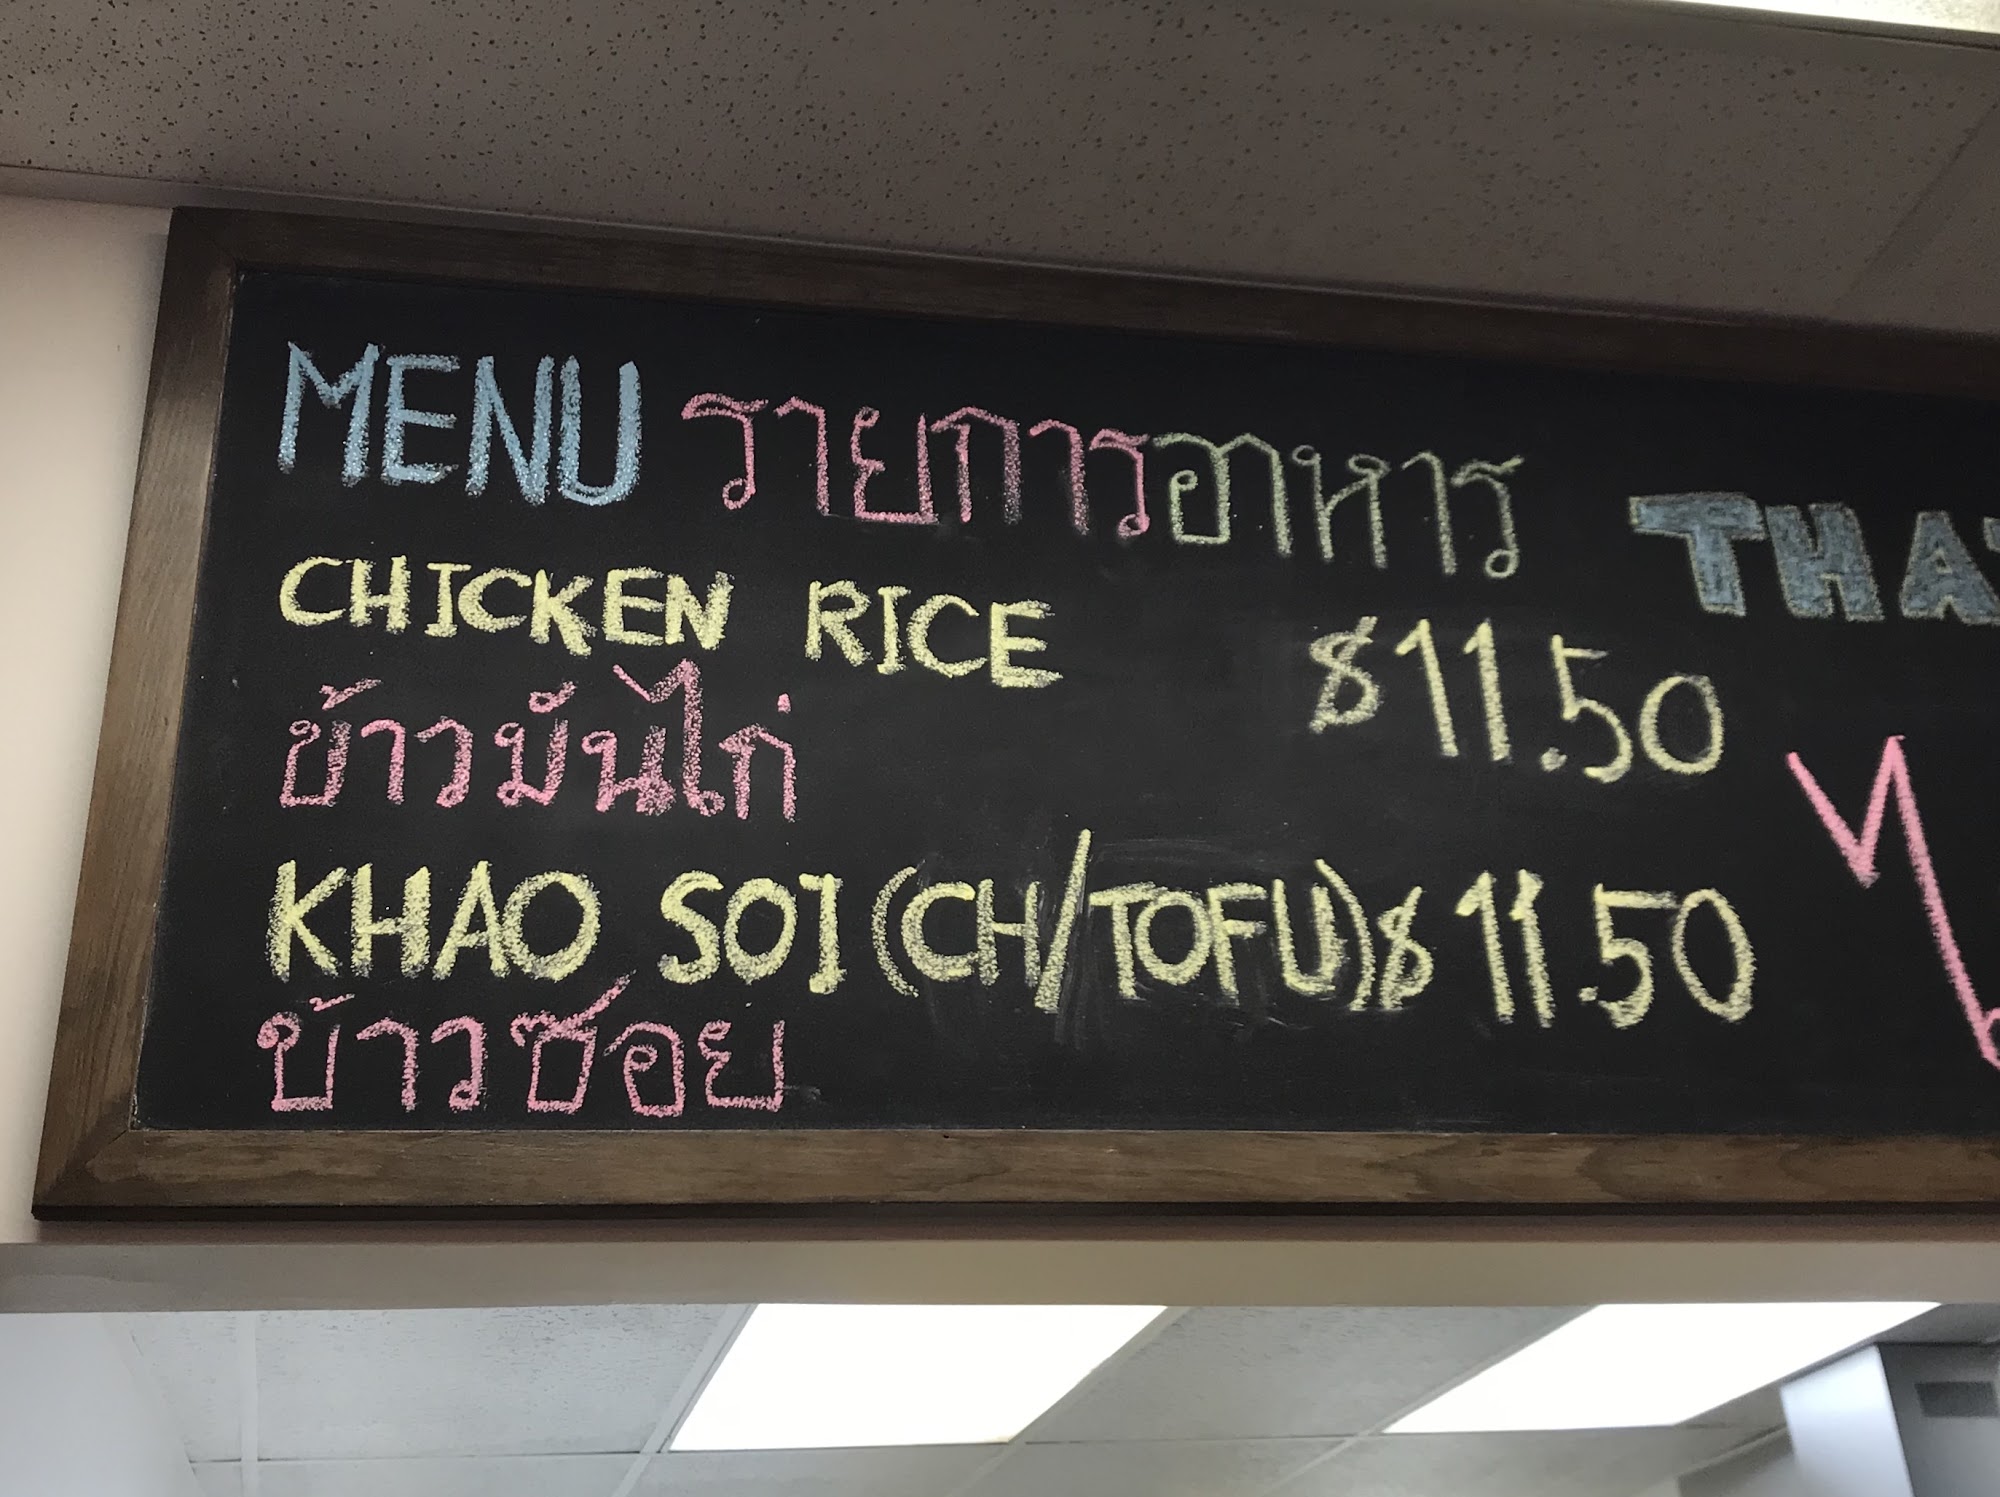 MENU รายการอาหาร
CHICKEN RICE $11.50
ข้าวมันไก่
KHAO SOI (CH/TOFU) $11.50
ข้าวซอย